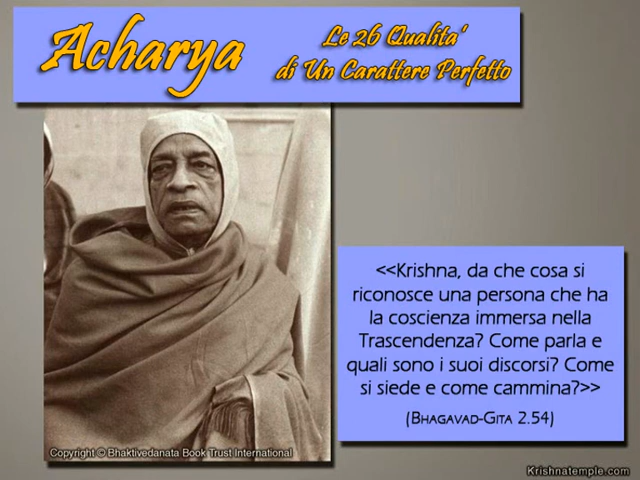 Acharya
Le 26 Qualita'
di Un Carattere Perfetto
<<Krishna, da che cosa si
riconosce una persona che ha
la coscienza immersa nella
Trascendenza? Come parla e
quali sono i suoi discorsi? Come
si siede e come cammina?>>
(Bhagavad-Gita 2.54)
Copyright © Bhaktivedanata Book Trust International
Krishnatemple.com